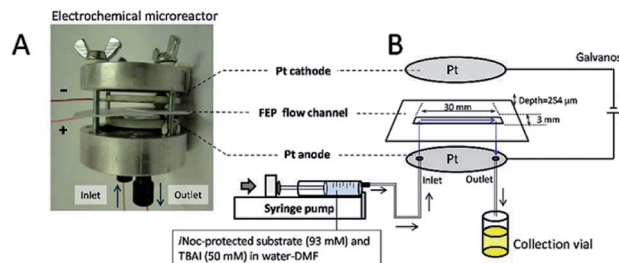 Electrochemical microreactor
A
B
Galvanos
Pt cathode
Pt
-
Depth=254 µm
30 mm
FEP flow channel
3 mm
+
Pt anode
Pt
Inlet
Outlet
Inlet
Outlet
Syringe pump
iNoc-protected substrate (93 mM) and
TBAI (50 mM) in water-DMF
Collection vial